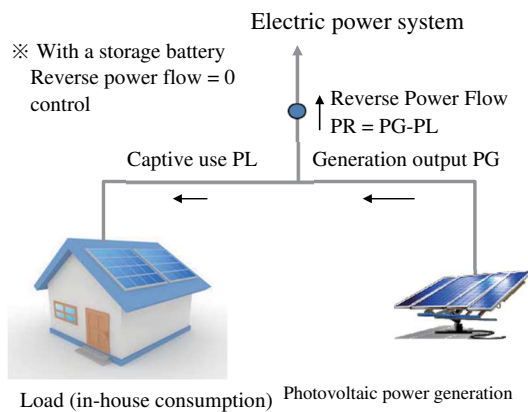 Electric power system
※ With a storage battery
Reverse power flow = 0
control
Reverse Power Flow
PR = PG-PL
Captive use PL
Generation output PG
Load (in-house consumption)
Photovoltaic power generation